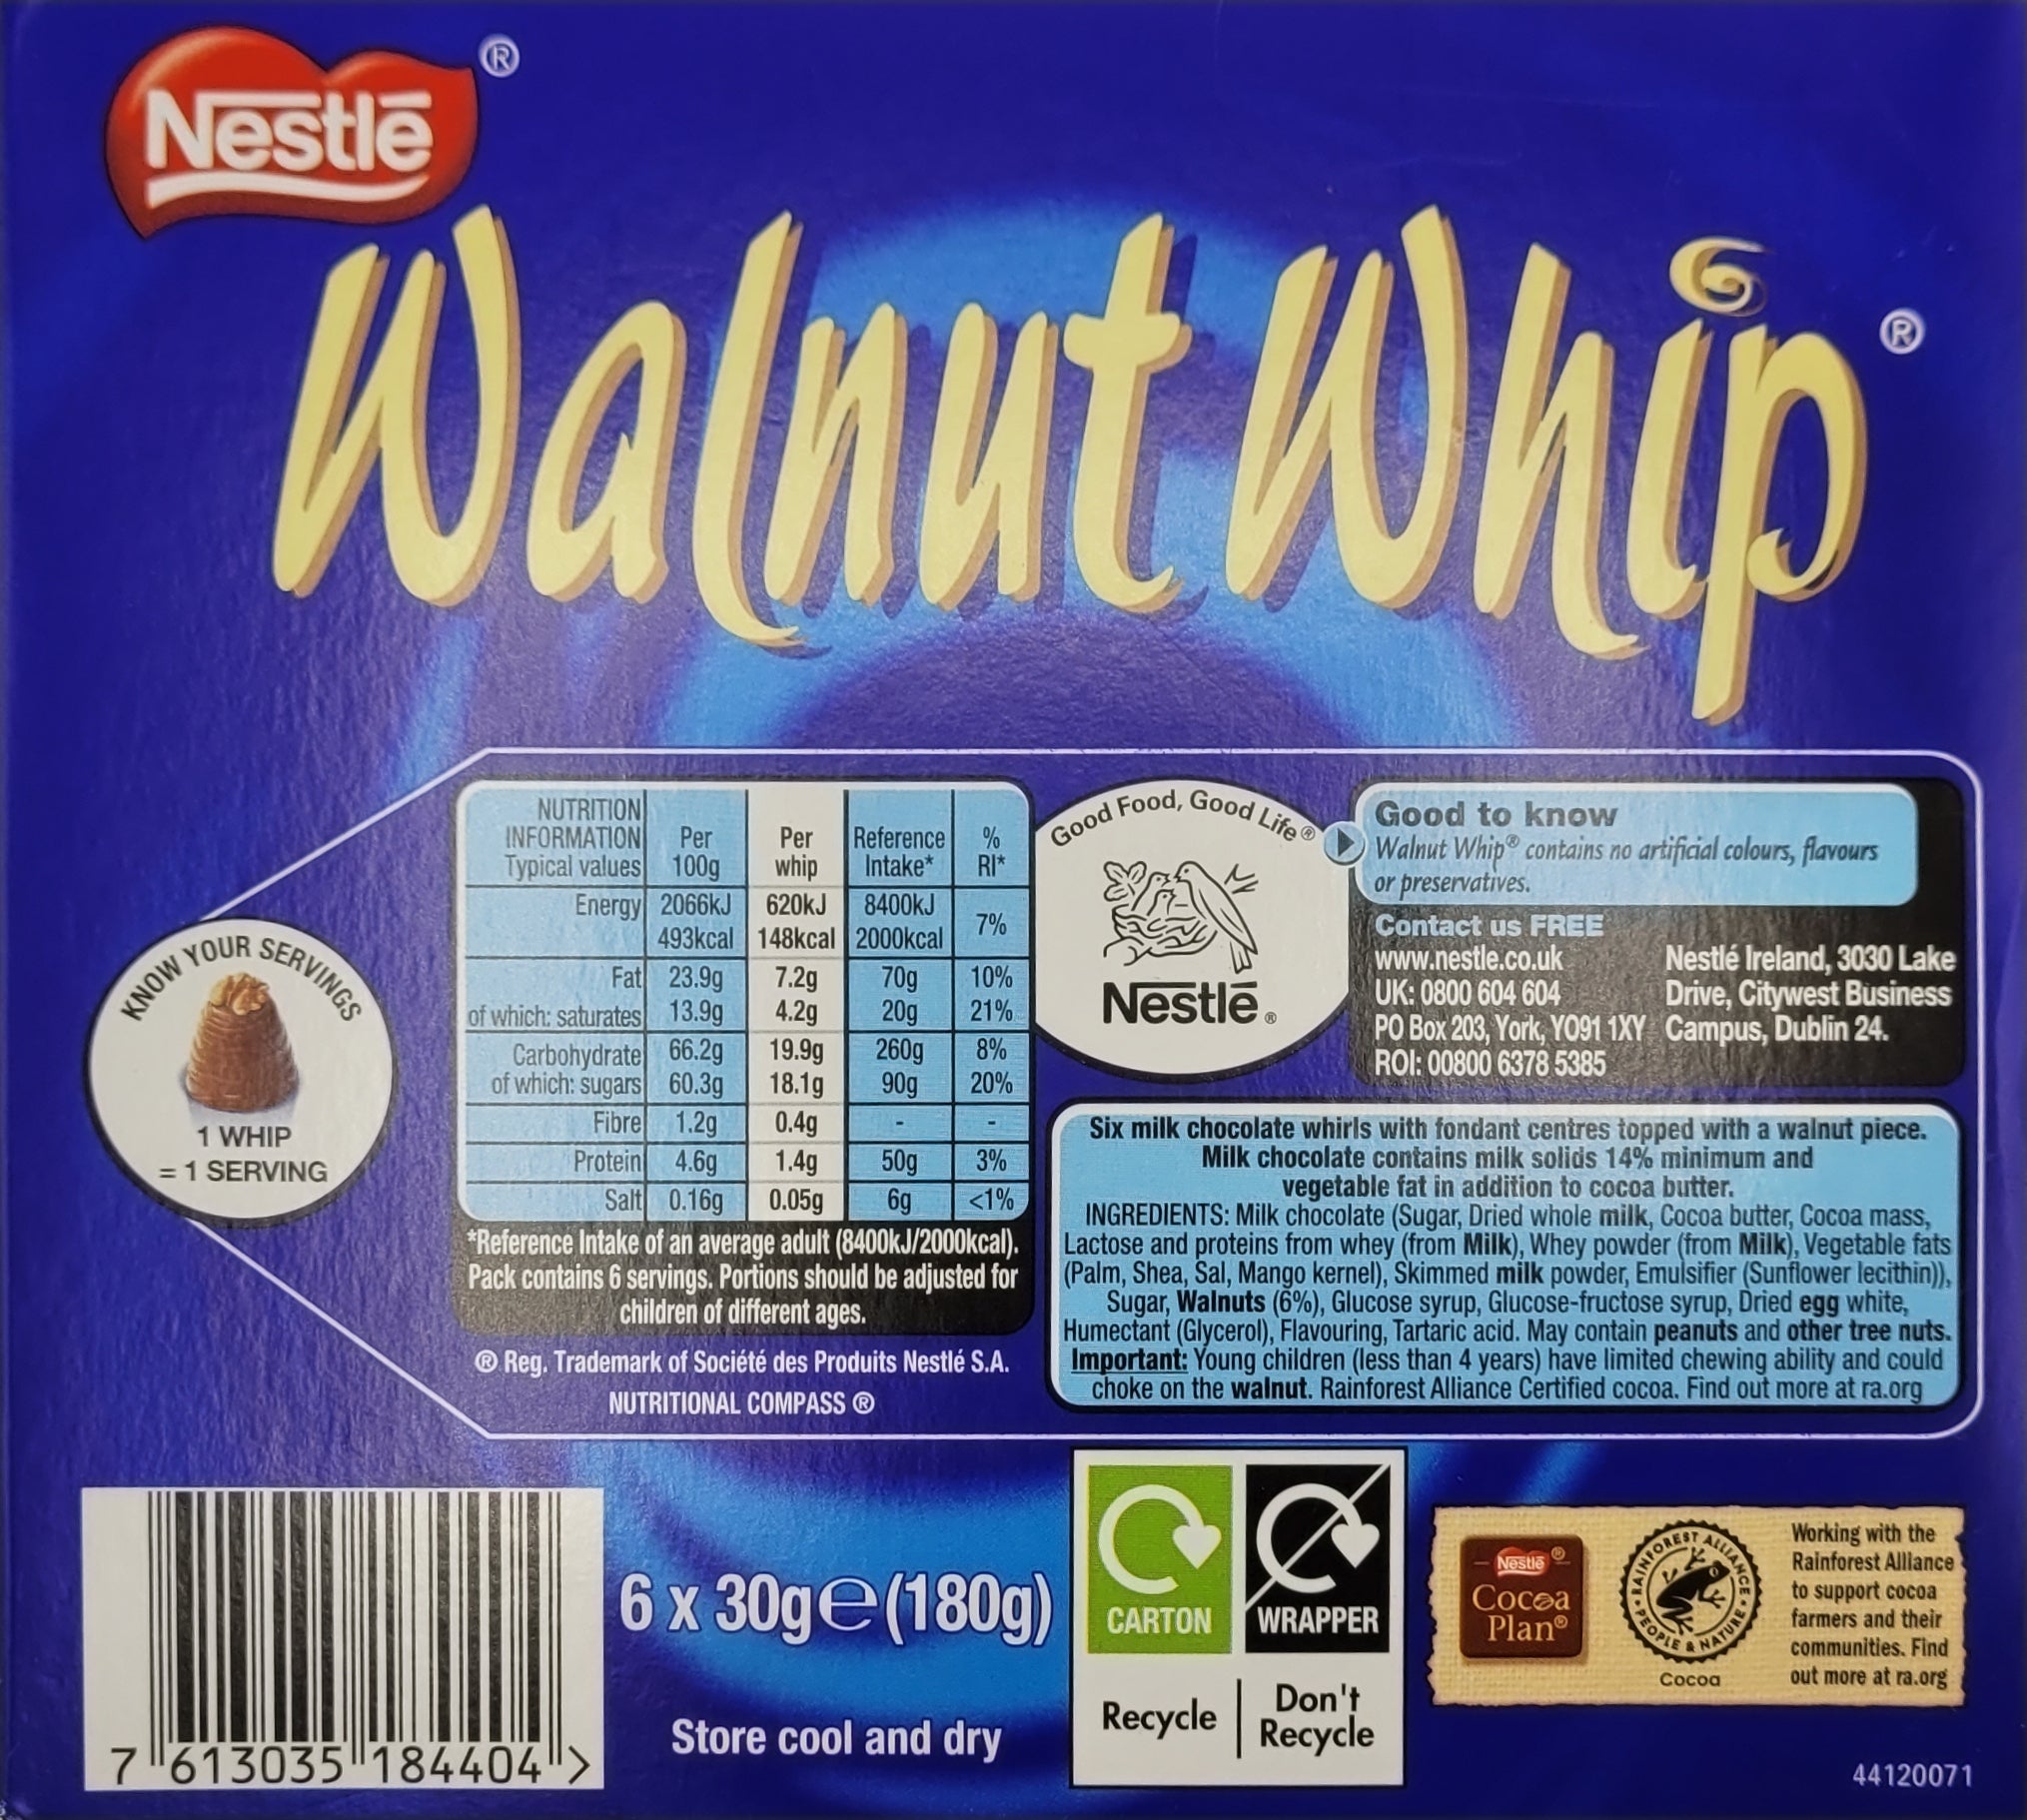 Nestlé ®
Walnut Whip ®
KNOW YOUR SERVINGS
1 WHIP
= 1 SERVING
NUTRITION INFORMATION Typical values Per 100g Per whip Reference Intake* % RI*
Energy 2066kJ 620kJ 8400kJ
493kcal 148kcal 2000kcal 7%
Fat 23.9g 7.2g 70g 10%
of which: saturates 13.9g 4.2g 20g 21%
Carbohydrate 66.2g 19.9g 260g 8%
of which: sugars 60.3g 18.1g 90g 20%
Fibre 1.2g 0.4g - -
Protein 4.6g 1.4g 50g 3%
Salt 0.16g 0.05g 6g <1%
*Reference Intake of an average adult (8400kJ/2000kcal).
Pack contains 6 servings. Portions should be adjusted for
children of different ages.
® Reg. Trademark of Société des Produits Nestlé S.A.
NUTRITIONAL COMPASS ®
Good Food, Good Life ®
Nestlé ®
Good to know
Walnut Whip® contains no artificial colours, flavours
or preservatives.
Contact us FREE
www.nestle.co.uk
UK: 0800 604 604
PO Box 203, York, YO91 1XY
ROI: 00800 6378 5385
Nestlé Ireland, 3030 Lake
Drive, Citywest Business
Campus, Dublin 24.
Six milk chocolate whirls with fondant centres topped with a walnut piece.
Milk chocolate contains milk solids 14% minimum and
vegetable fat in addition to cocoa butter.
INGREDIENTS: Milk chocolate (Sugar, Dried whole milk, Cocoa butter, Cocoa mass,
Lactose and proteins from whey (from Milk), Whey powder (from Milk), Vegetable fats
(Palm, Shea, Sal, Mango kernel), Skimmed milk powder, Emulsifier (Sunflower lecithin)),
Sugar, Walnuts (6%), Glucose syrup, Glucose-fructose syrup, Dried egg white,
Humectant (Glycerol), Flavouring, Tartaric acid. May contain peanuts and other tree nuts.
Important: Young children (less than 4 years) have limited chewing ability and could
choke on the walnut. Rainforest Alliance Certified cocoa. Find out more at ra.org
7 613035 184404 >
6 x 30g e (180g)
Store cool and dry
CARTON
Recycle
WRAPPER
Don't
Recycle
Nestlé ®
Cocoa
Plan®
RAINFOREST ALLIANCE
PEOPLE & NATURE
Cocoa
Working with the
Rainforest Alliance
to support cocoa
farmers and their
communities. Find
out more at ra.org
44120071